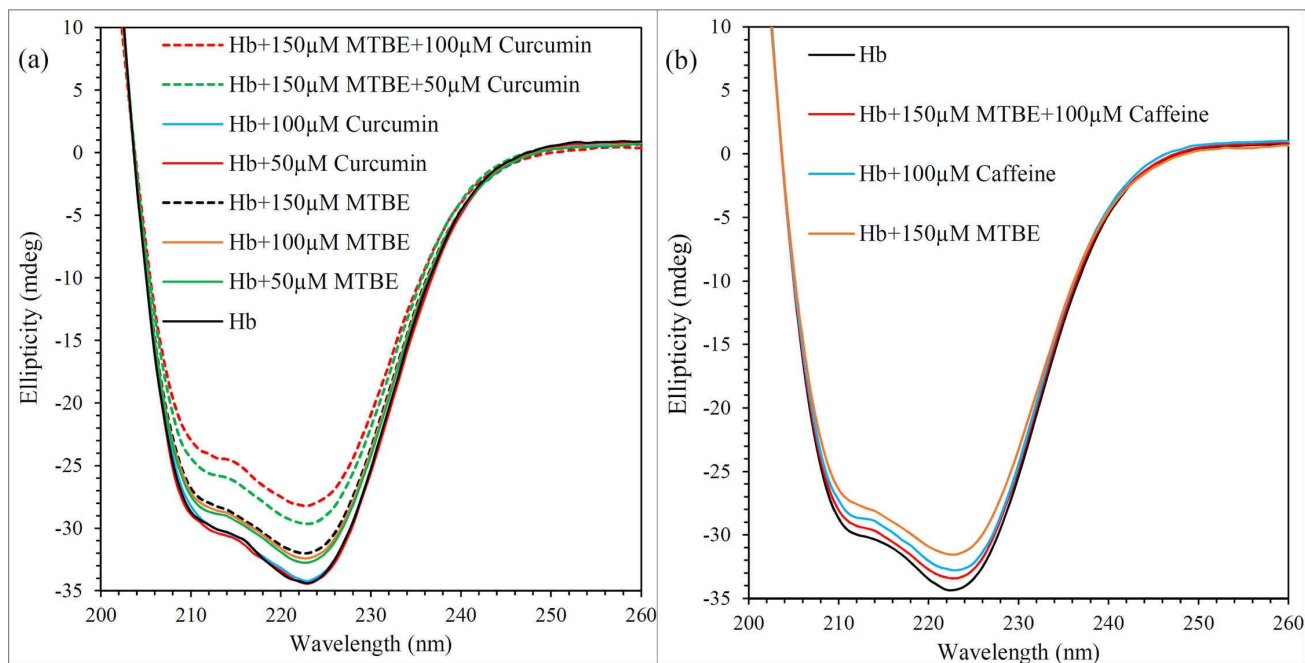 (a)
Hb+150µM MTBE+100µM Curcumin
Hb+150µM MTBE+50µM Curcumin
Hb+100µM Curcumin
Hb+50µM Curcumin
Hb+150µM MTBE
Hb+100µM MTBE
Hb+50µM MTBE
Hb
Ellipticity (mdeg)
10
5
0
-5
-10
-15
-20
-25
-30
-35
200
210
220
230
240
250
260
Wavelength (nm)
(b)
Hb
Hb+150µM MTBE+100µM Caffeine
Hb+100µM Caffeine
Hb+150µM MTBE
Ellipticity (mdeg)
10
5
0
-5
-10
-15
-20
-25
-30
-35
200
210
220
230
240
250
260
Wavelength (nm)